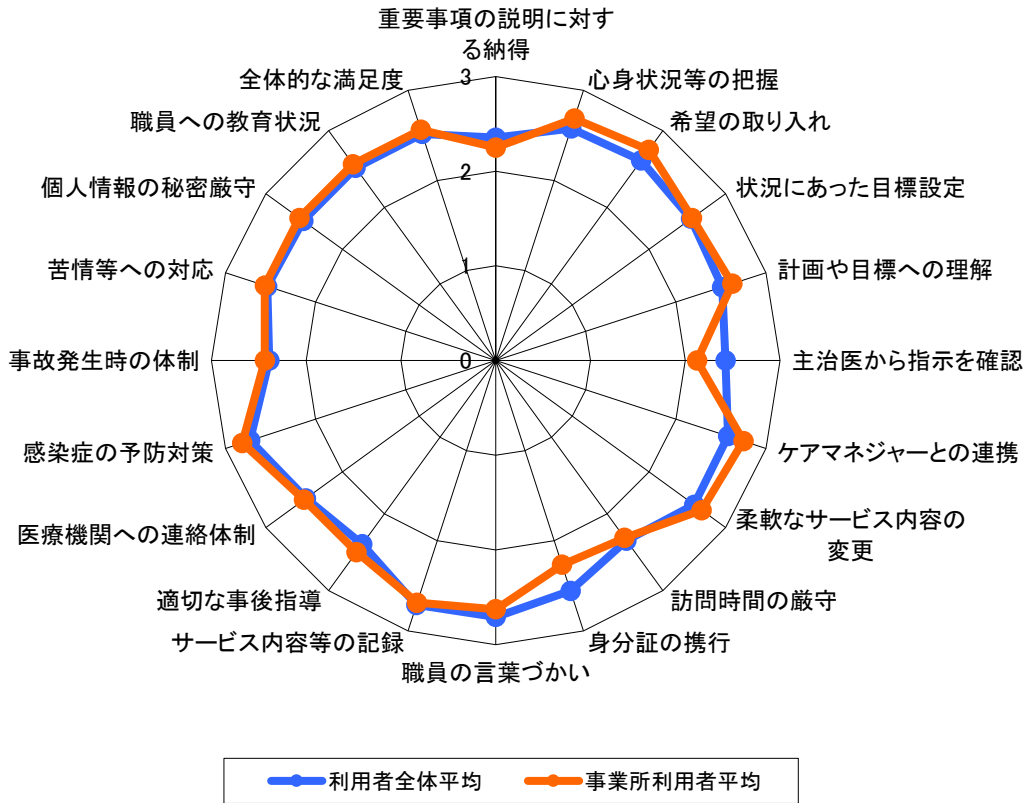 重要事項の説明に対す
る納得
心身状況等の把握
希望の取り入れ
状況にあった目標設定
計画や目標への理解
主治医から指示を確認
ケアマネジャーとの連携
柔軟なサービス内容の
変更
訪問時間の厳守
身分証の携行
職員の言葉づかい
サービス内容等の記録
適切な事後指導
医療機関への連絡体制
感染症の予防対策
事故発生時の体制
苦情等への対応
個人情報の秘密厳守
職員への教育状況
全体的な満足度
3
2
1
0
利用者全体平均
事業所利用者平均